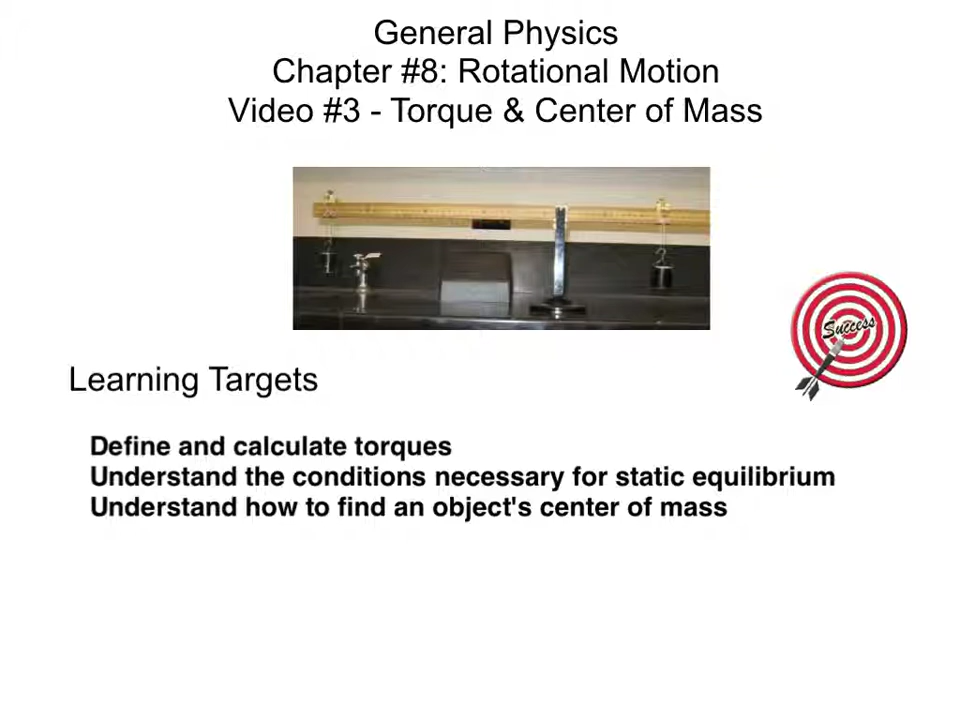 General Physics
Chapter #8: Rotational Motion
Video #3 - Torque & Center of Mass
Success
Learning Targets
Define and calculate torques
Understand the conditions necessary for static equilibrium
Understand how to find an object's center of mass